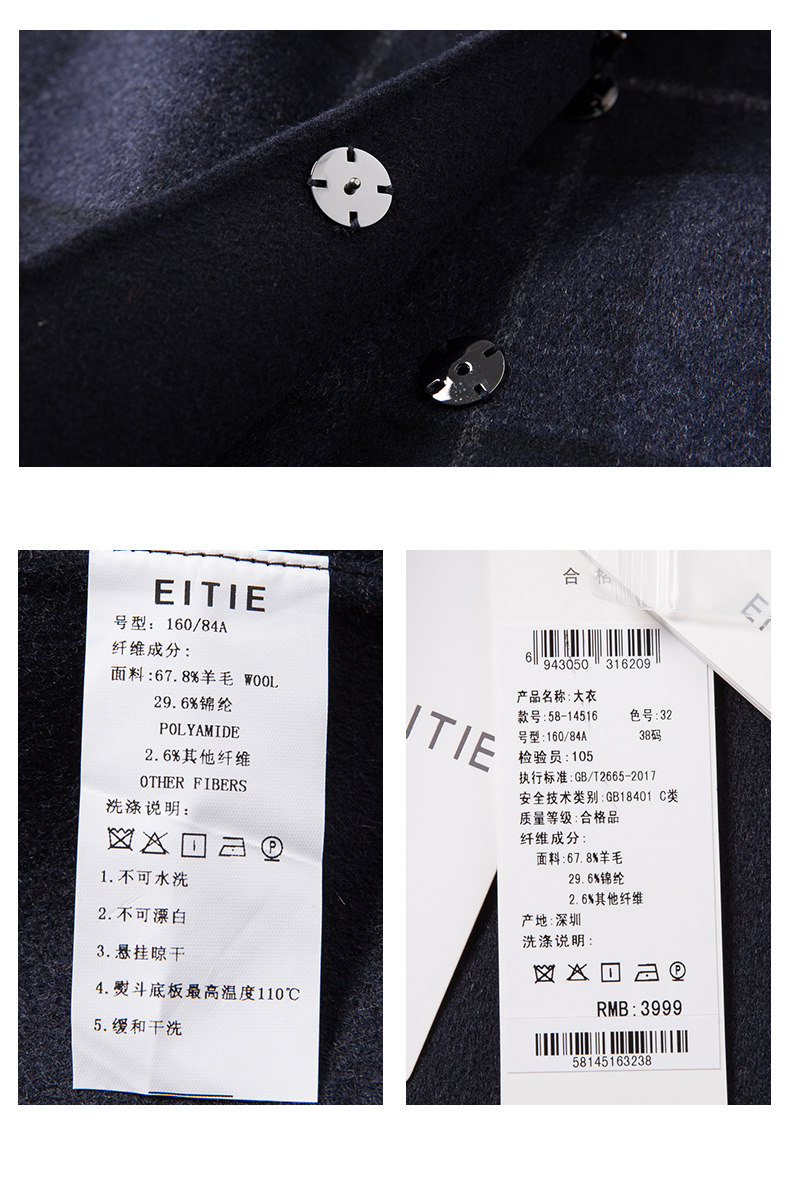 EITIE
号型: 160/84A
纤维成分:
面料:67.8%羊毛 WOOL
29.6%锦纶
POLYAMIDE
2.6%其他纤维
OTHER FIBERS
洗涤说明:
1.不可水洗
2.不可漂白
3.悬挂晾干
4.熨斗底板最高温度110℃
5.缓和干洗
合格
EI
ITIE
6 943050 316209
产品名称:大衣
款号:58-14516 色号:32
号型:160/84A 38码
检验员:105
执行标准:GB/T2665-2017
安全技术类别:GB18401 C类
质量等级:合格品
纤维成分:
面料:67.8%羊毛
29.6%锦纶
2.6%其他纤维
产地:深圳
洗涤说明:
RMB:3999
58145163238